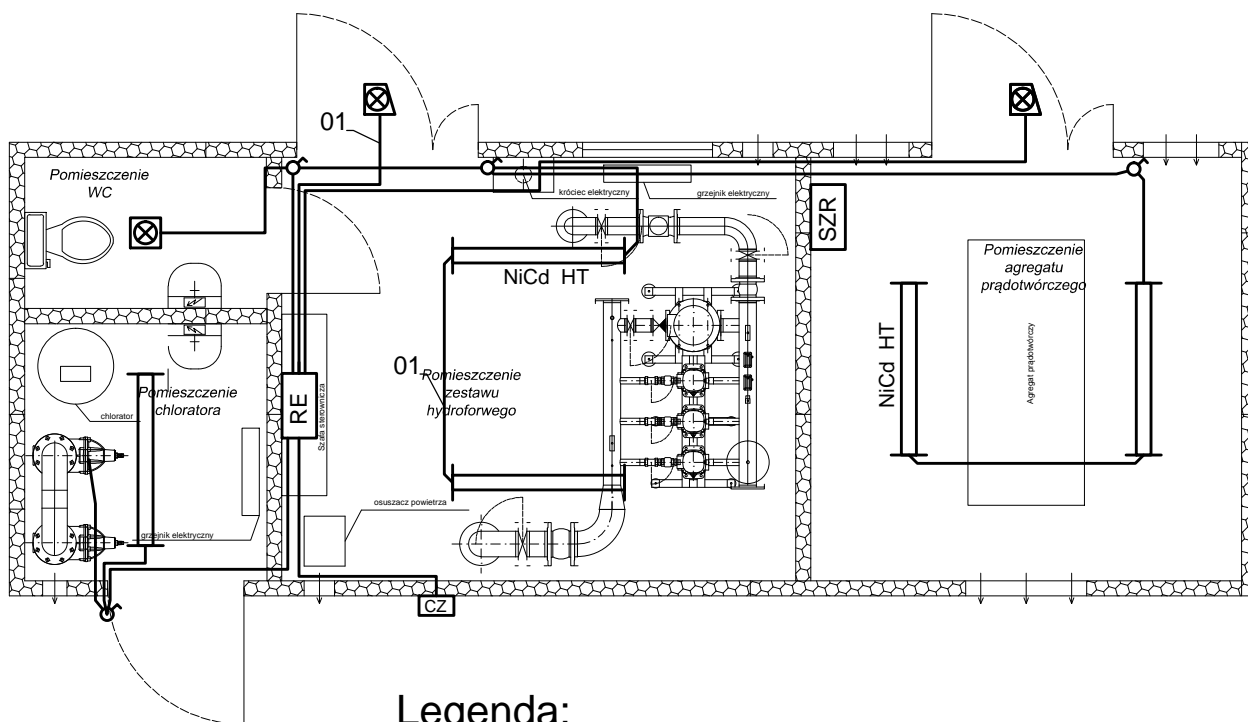 01
Pomieszczenie
WC
króciec elektryczny
grzejnik elektryczny
SZR
NiCd HT
Pomieszczenie
agregatu
prądotwórczego
Agregat prądotwórczy
NiCd HT
01
Pomieszczenie
zestawu
hydroforwego
RE
Szafa sterownicza
Pomieszczenie
chloratora
chlorator
grzejnik elektryczny
osuszacz powietrza
CZ
Legenda: